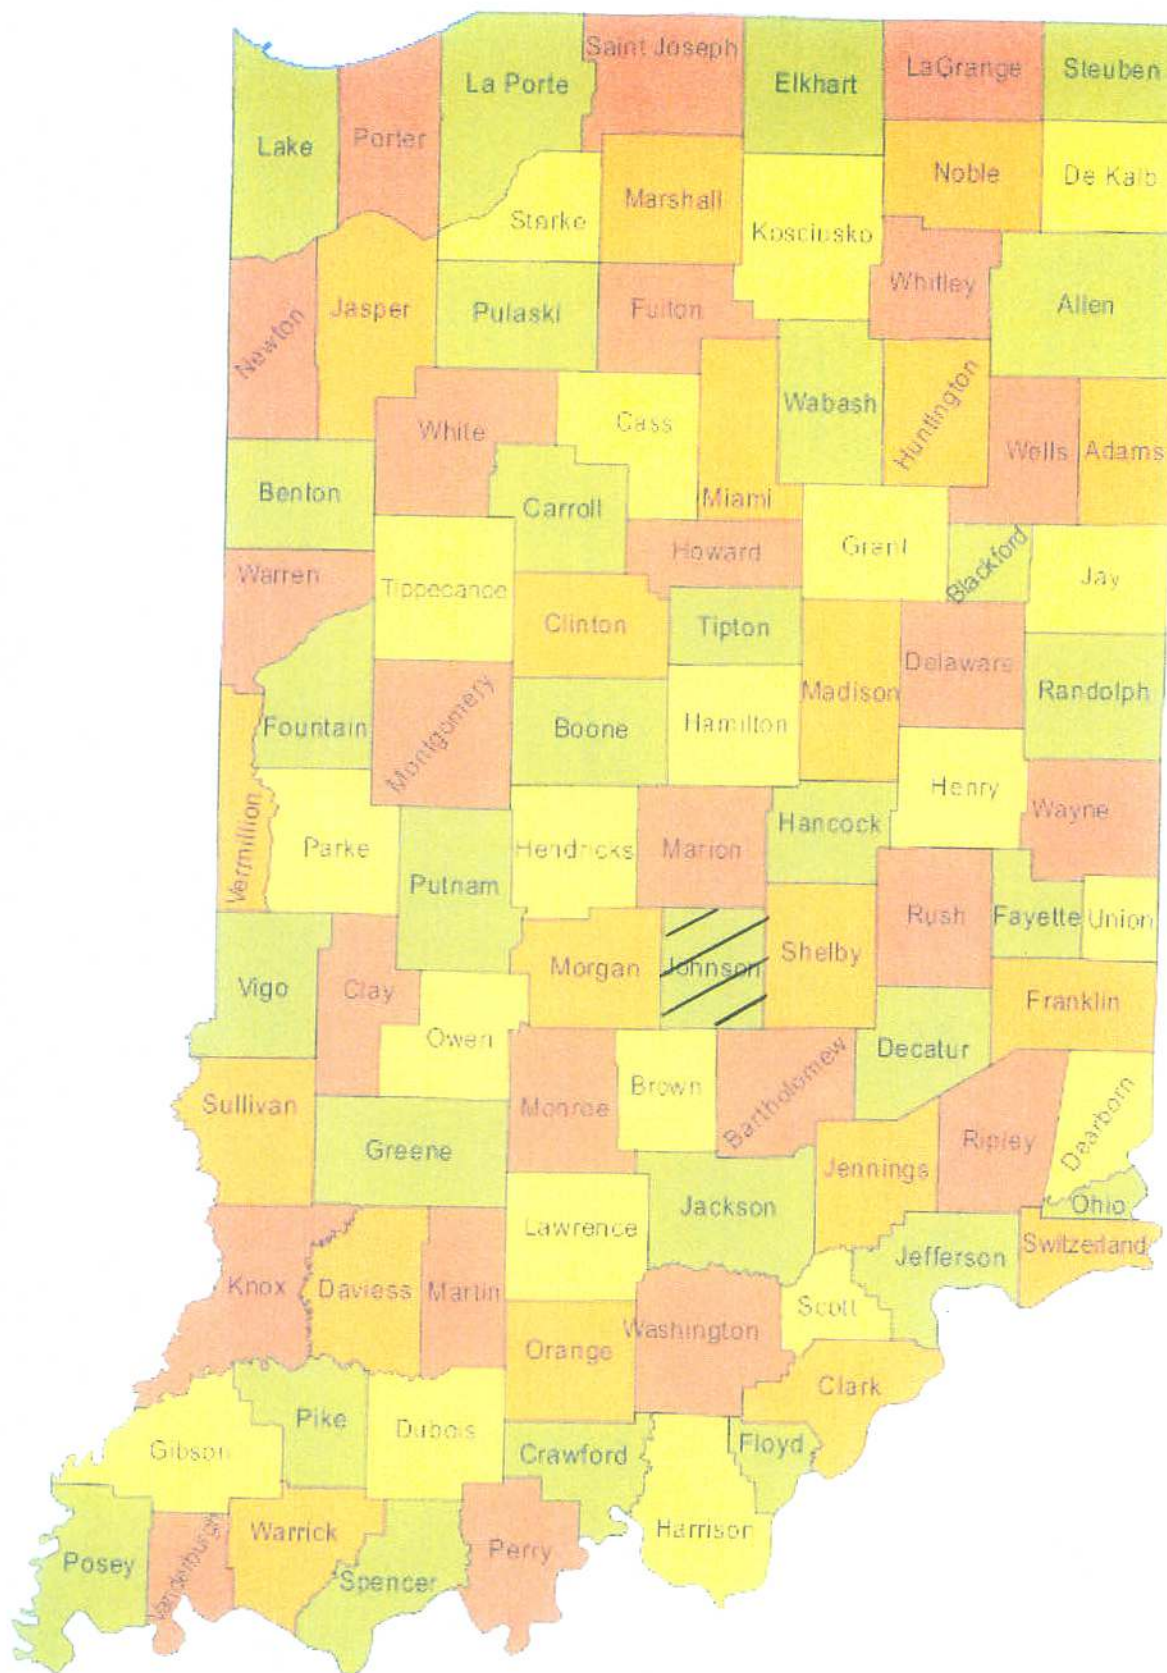 Saint Joseph
LaGrange
Steuben
La Porte
Elkhart
Lake
Porter
Noble
De Kalb
Marshall
Starke
Kosciusko
Whitley
Allen
Newton
Jasper
Pulaski
Fulton
Wabash
Huntington
White
Cass
Wells
Adams
Benton
Carroll
Miami
Warren
Tippecanoe
Howard
Grant
Blackford
Jay
Clinton
Tipton
Delaware
Madison
Randolph
Fountain
Montgomery
Boone
Hamilton
Henry
Wayne
Vermillion
Parke
Hendricks
Marion
Hancock
Putnam
Rush
Fayette
Union
Morgan
Johnson
Shelby
Vigo
Clay
Franklin
Owen
Decatur
Sullivan
Monroe
Brown
Bartholomew
Dearborn
Greene
Ripley
Jennings
Jackson
Ohio
Lawrence
Switzerland
Jefferson
Knox
Daviess
Martin
Scott
Orange
Washington
Clark
Pike
Dubois
Gibson
Crawford
Floyd
Harrison
Warrick
Perry
Posey
Vanderburgh
Spencer